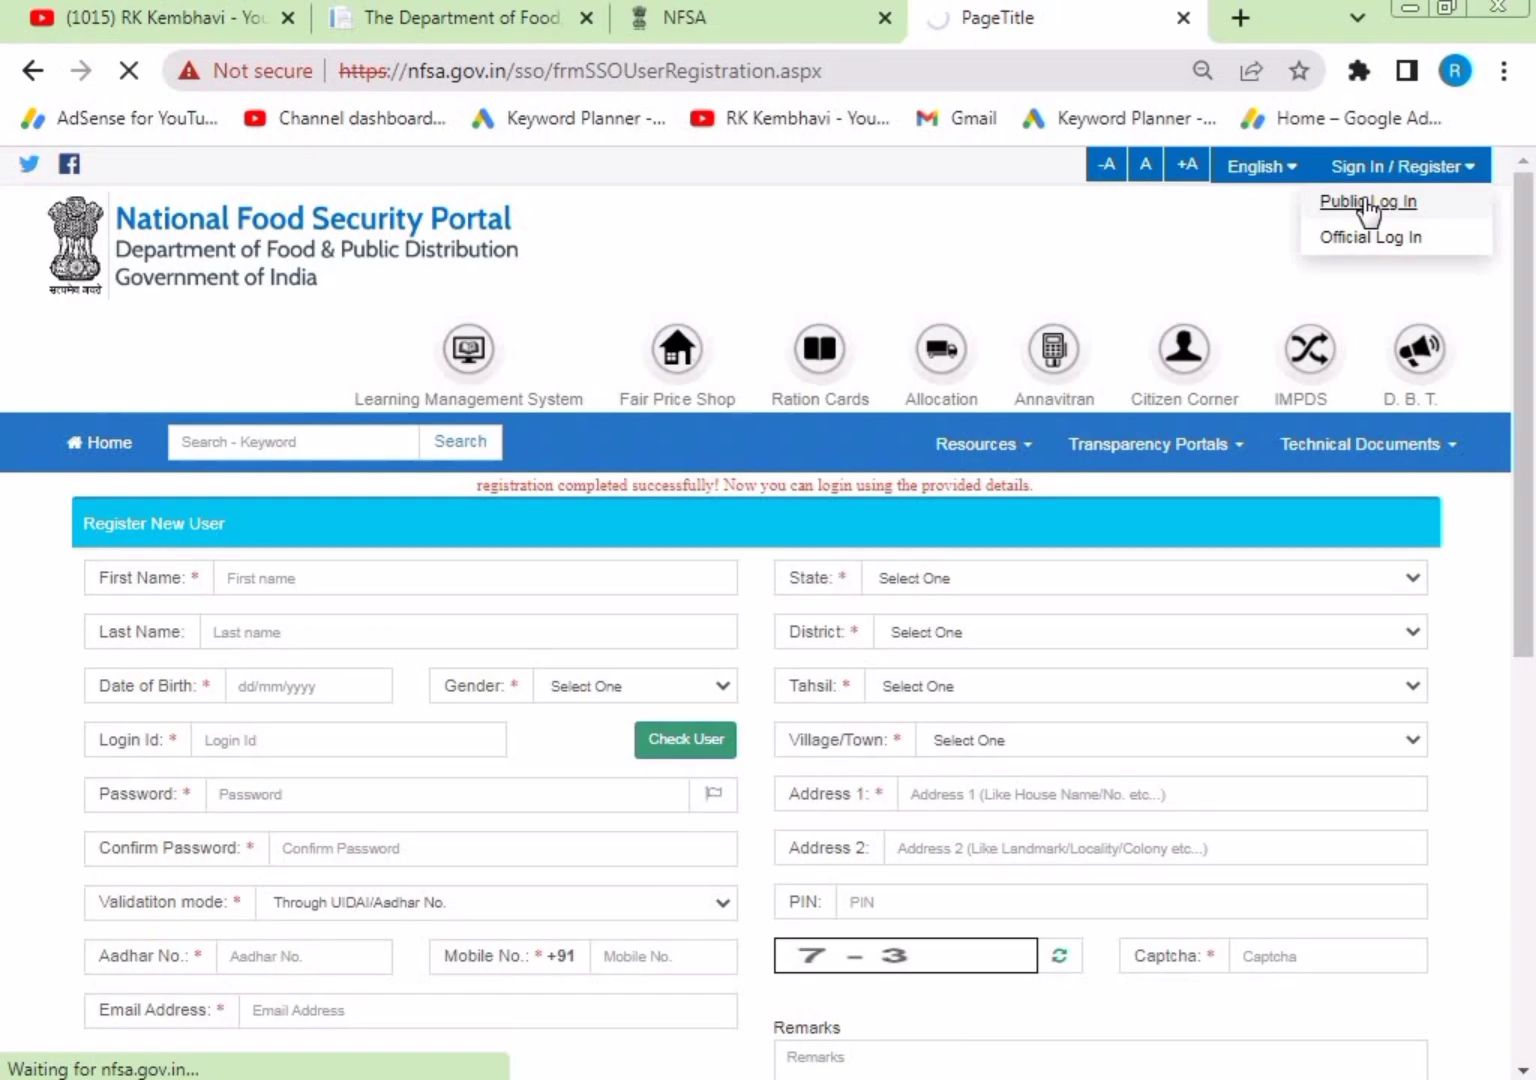 (1015) RK Kembhavi - You
The Department of Food
NFSA
PageTitle
Not secure
https://nfsa.gov.in/sso/frmSSOUserRegistration.aspx
R
AdSense for YouTu...
Channel dashboard...
Keyword Planner -...
RK Kembhavi - You...
Gmail
Keyword Planner -...
Home – Google Ad...
-A
A
+A
English
Sign In / Register
Public Log In
Official Log In
National Food Security Portal
Department of Food & Public Distribution
Government of India
सत्यमेव जयते
Learning Management System
Fair Price Shop
Ration Cards
Allocation
Annavitran
Citizen Corner
IMPDS
D. B. T.
Home
Search - Keyword
Search
Resources
Transparency Portals
Technical Documents
registration completed successfully! Now you can login using the provided details.
Register New User
First Name: * First name
State: * Select One
Last Name: Last name
District: * Select One
Date of Birth: * dd/mm/yyyy
Gender: * Select One
Tahsil: * Select One
Login Id: * Login Id
Check User
Village/Town: * Select One
Password: * Password
Address 1: * Address 1 (Like House Name/No. etc...)
Confirm Password: * Confirm Password
Address 2: Address 2 (Like Landmark/Locality/Colony etc...)
Validatiton mode: * Through UIDAI/Aadhar No.
PIN: PIN
Aadhar No.: * Aadhar No.
Mobile No.: * +91 Mobile No.
7 - 3
Captcha: * Captcha
Email Address: * Email Address
Remarks
Remarks
Waiting for nfsa.gov.in...